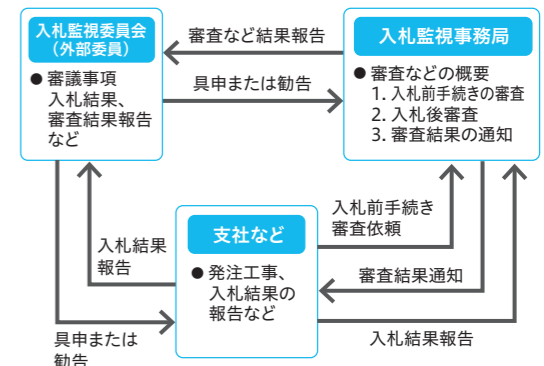 入札監視委員会
（外部委員）
● 審議事項
入札結果、
審査結果報告
など
審査など結果報告
具申または勧告
入札監視事務局
● 審査などの概要
1. 入札前手続きの審査
2. 入札後審査
3. 審査結果の通知
支社など
● 発注工事、
入札結果の
報告など
入札結果
報告
具申または
勧告
入札前手続き
審査依頼
審査結果通知
入札結果報告